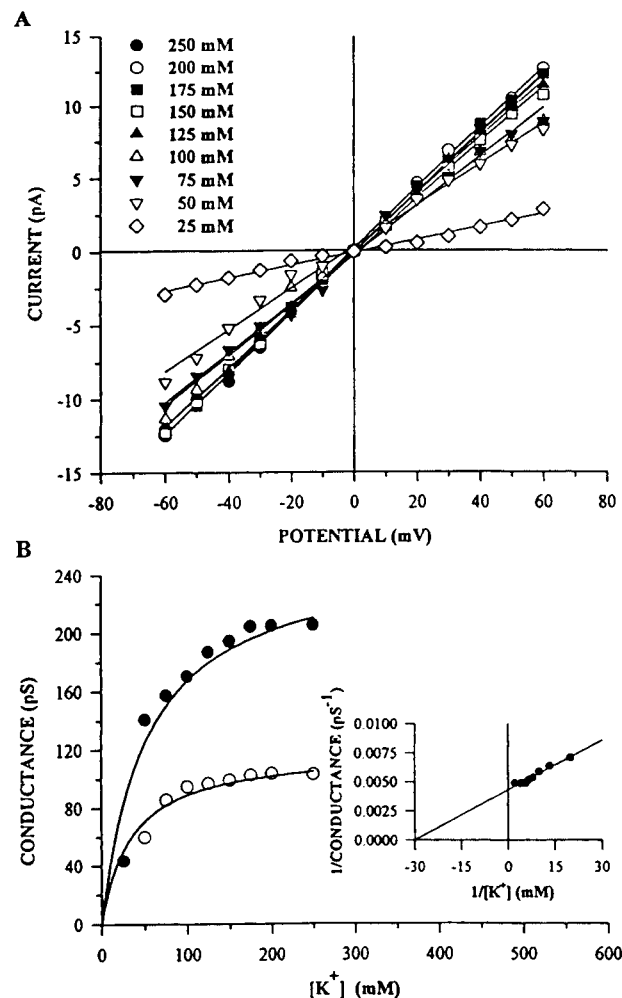 A
15
10
5
0
-5
-10
-15
CURRENT (pA)
250 mM
200 mM
175 mM
150 mM
125 mM
100 mM
75 mM
50 mM
25 mM
-80 -60 -40 -20 0 20 40 60 80
POTENTIAL (mV)
B
240
200
160
120
80
40
0
CONDUCTANCE (pS)
0 100 200 300 400 500 600
[K+] (mM)
1/CONDUCTANCE (pS-1)
0.0100
0.0075
0.0050
0.0025
0.0000
-30 -15 0 15 30
1/[K+] (mM)